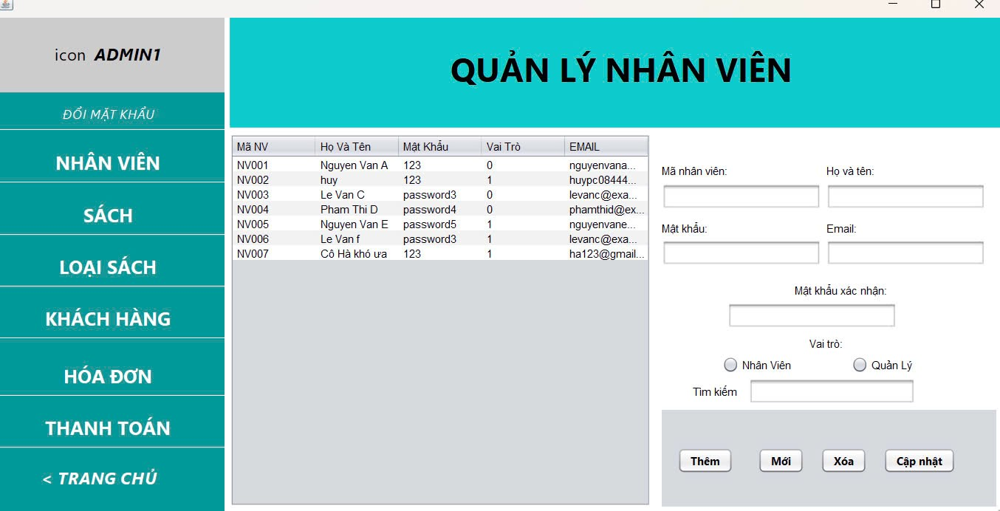 icon ADMIN1
ĐỔI MẶT KHẨU
NHÂN VIÊN
SÁCH
LOẠI SÁCH
KHÁCH HÀNG
HÓA ĐƠN
THANH TOÁN
< TRANG CHỦ
QUẢN LÝ NHÂN VIÊN
Mã NV Họ Và Tên Mật Khẩu Vai Trò EMAIL
NV001 Nguyen Van A 123 0 nguyenvana...
NV002 huy 123 1 huypc08444...
NV003 Le Van C password3 0 levanc@exa...
NV004 Pham Thi D password4 0 phamthid@ex...
NV005 Nguyen Van E password5 1 nguyenvane...
NV006 Le Van f password3 1 levanc@exa...
NV007 Cô Hà khó ưa 123 1 ha123@gmail...
Mã nhân viên: Họ và tên:
Mật khẩu: Email:
Mật khẩu xác nhận:
Vai trò:
Nhân Viên Quản Lý
Tìm kiếm
Thêm Mới Xóa Cập nhật